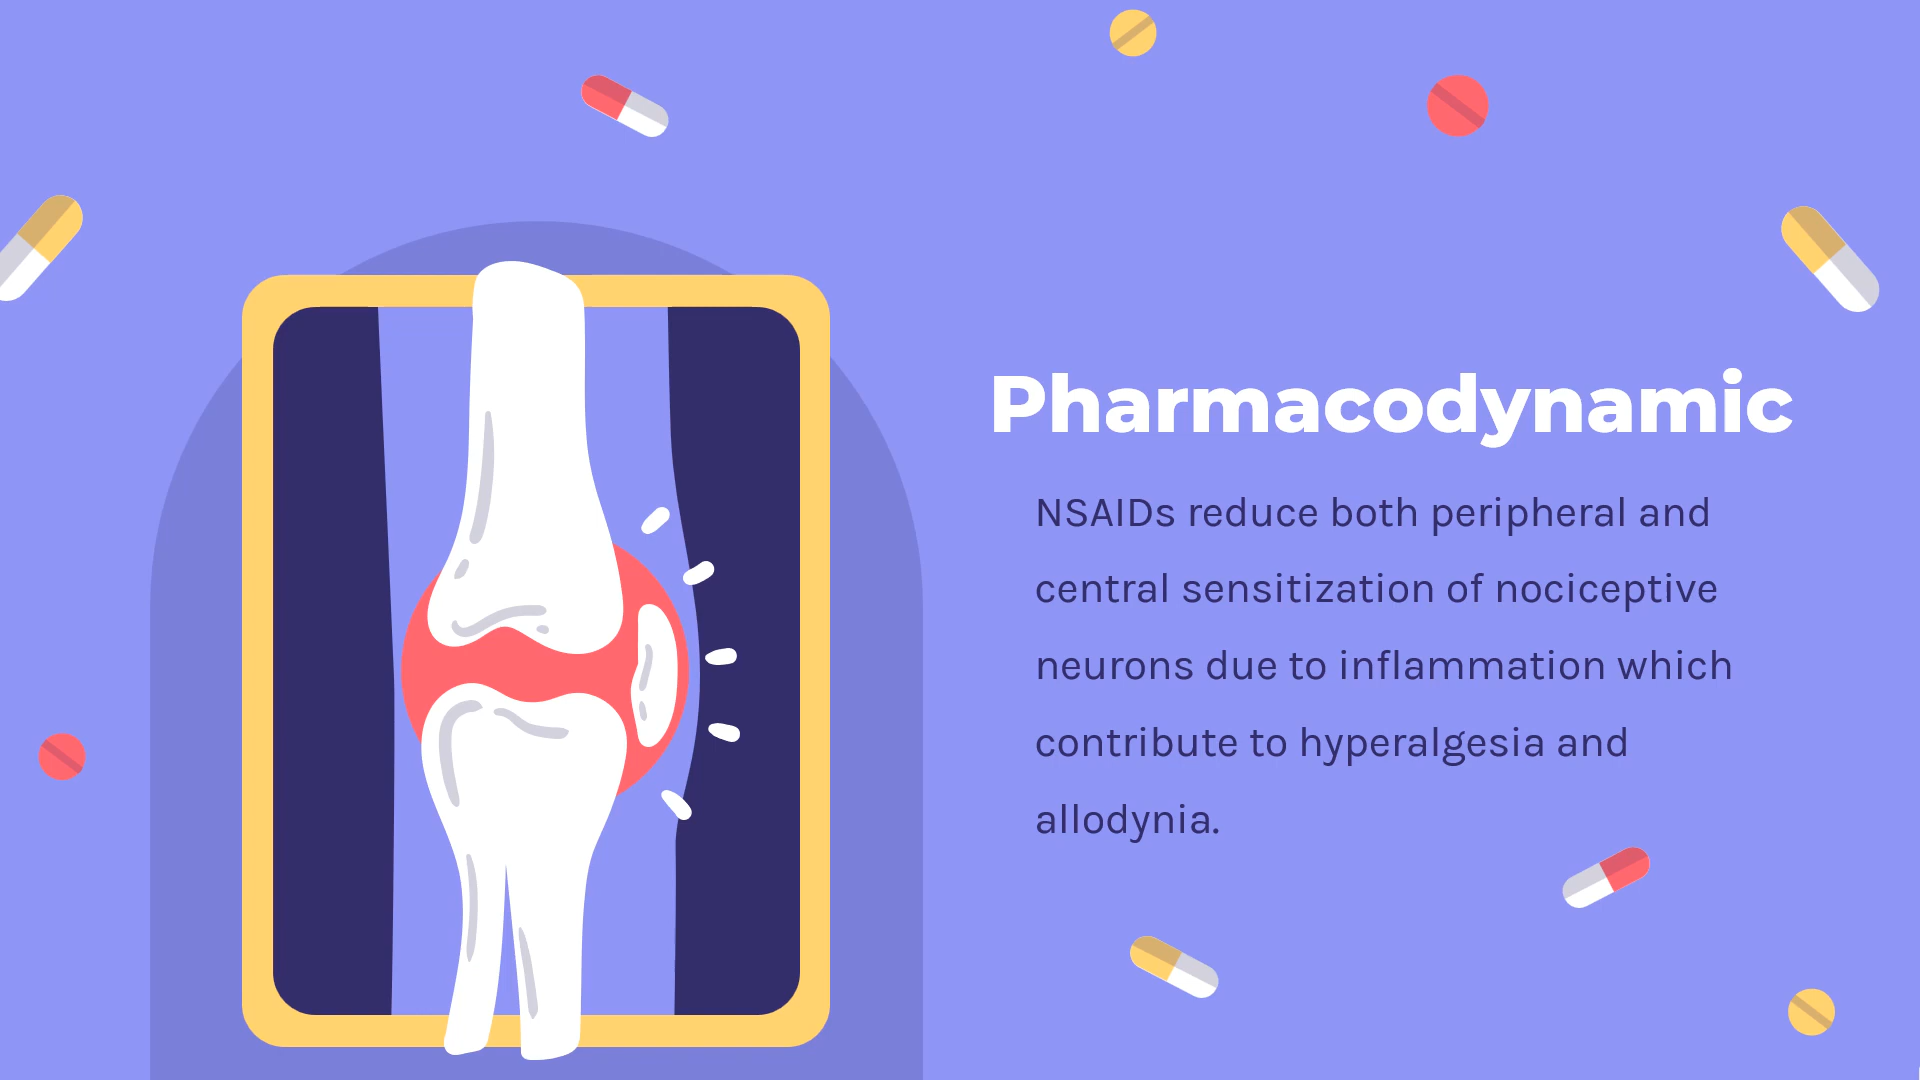 Pharmacodynamic
NSAIDs reduce both peripheral and
central sensitization of nociceptive
neurons due to inflammation which
contribute to hyperalgesia and
allodynia.